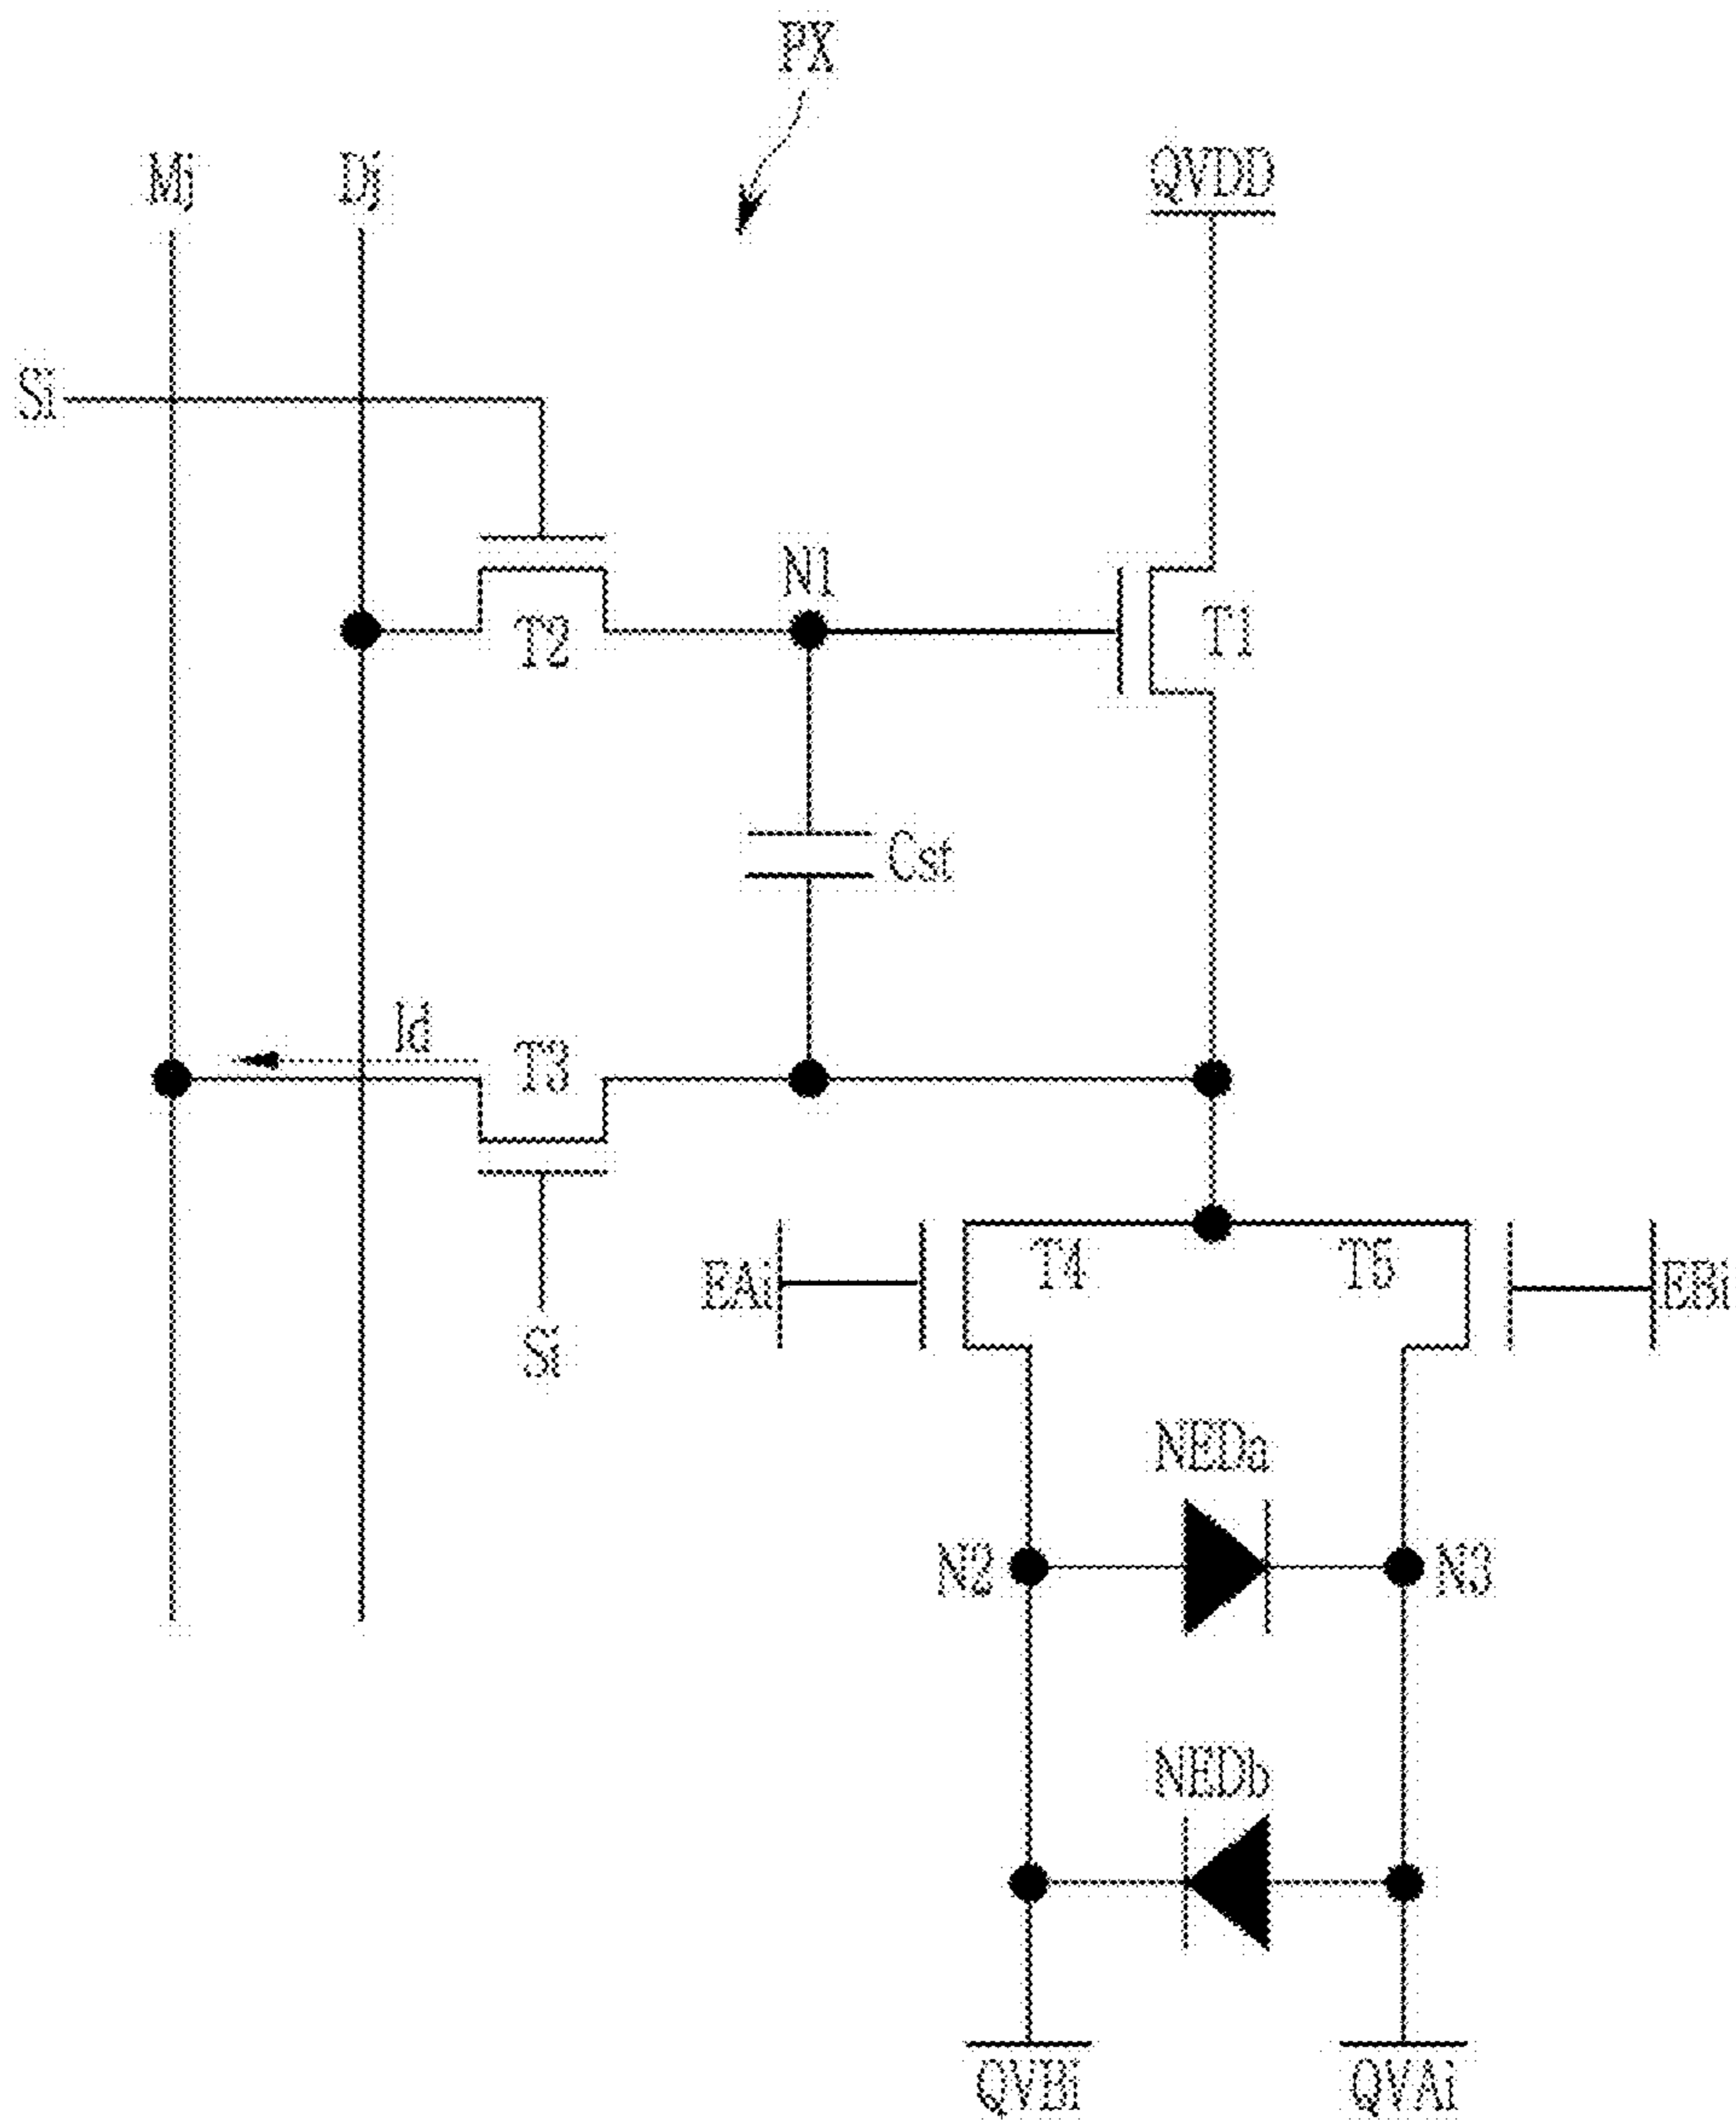 PX
Mj
Dj
QVDD
Si
N1
T2
T1
Cst
Id
T3
T4
T5
EAi
EBi
Si
NEDa
N2
N3
NEDb
QVBi
QVAi